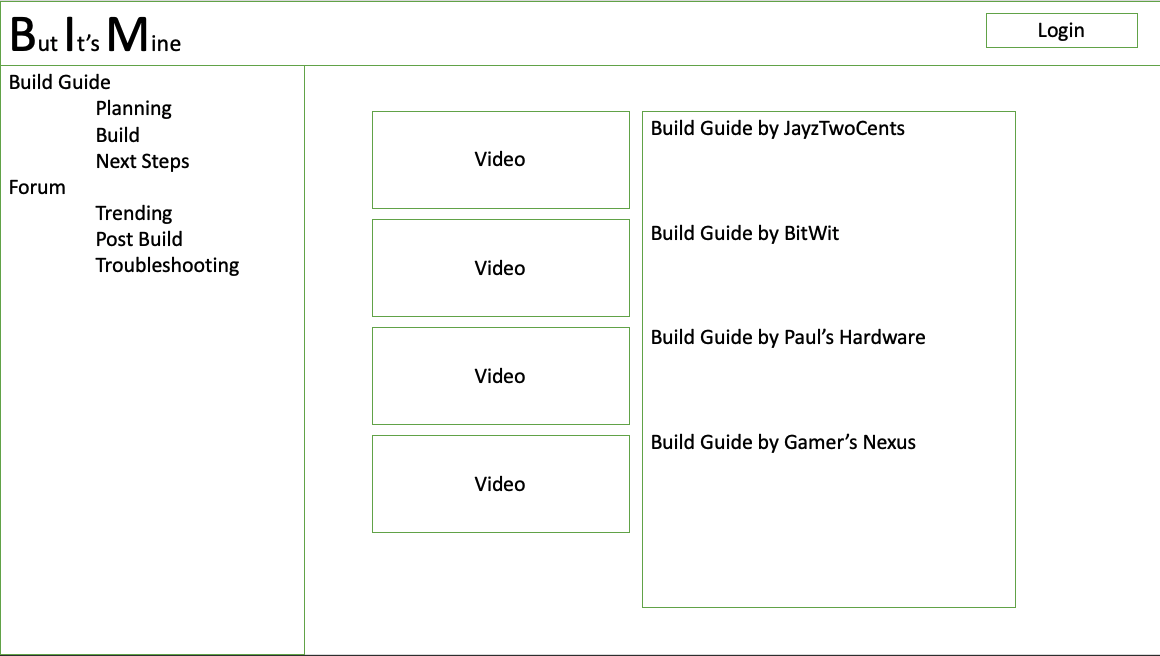 But It's Mine
Login
Build Guide
Planning
Build
Next Steps
Forum
Trending
Post Build
Troubleshooting
Video
Build Guide by JayzTwoCents
Video
Build Guide by BitWit
Video
Build Guide by Paul’s Hardware
Video
Build Guide by Gamer’s Nexus